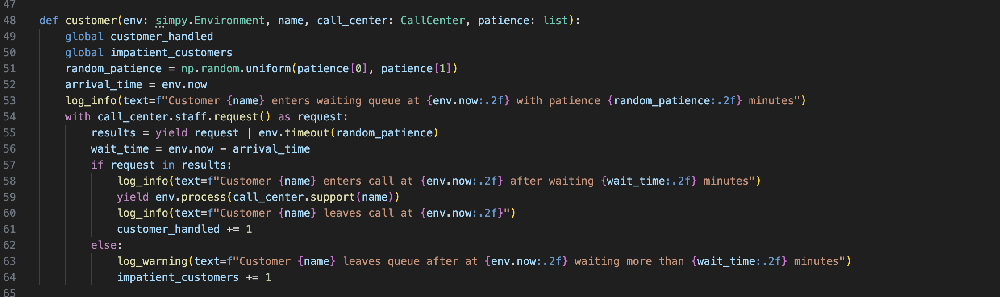 47
48 def customer(env: simpy.Environment, name, call_center: CallCenter, patience: list):
49     global customer_handled
50     global impatient_customers
51     random_patience = np.random.uniform(patience[0], patience[1])
52     arrival_time = env.now
53     log_info(text=f"Customer {name} enters waiting queue at {env.now:.2f} with patience {random_patience:.2f} minutes")
54     with call_center.staff.request() as request:
55         results = yield request | env.timeout(random_patience)
56         wait_time = env.now - arrival_time
57         if request in results:
58             log_info(text=f"Customer {name} enters call at {env.now:.2f} after waiting {wait_time:.2f} minutes")
59             yield env.process(call_center.support(name))
60             log_info(text=f"Customer {name} leaves call at {env.now:.2f}")
61             customer_handled += 1
62         else:
63             log_warning(text=f"Customer {name} leaves queue after at {env.now:.2f} waiting more than {wait_time:.2f} minutes")
64             impatient_customers += 1
65